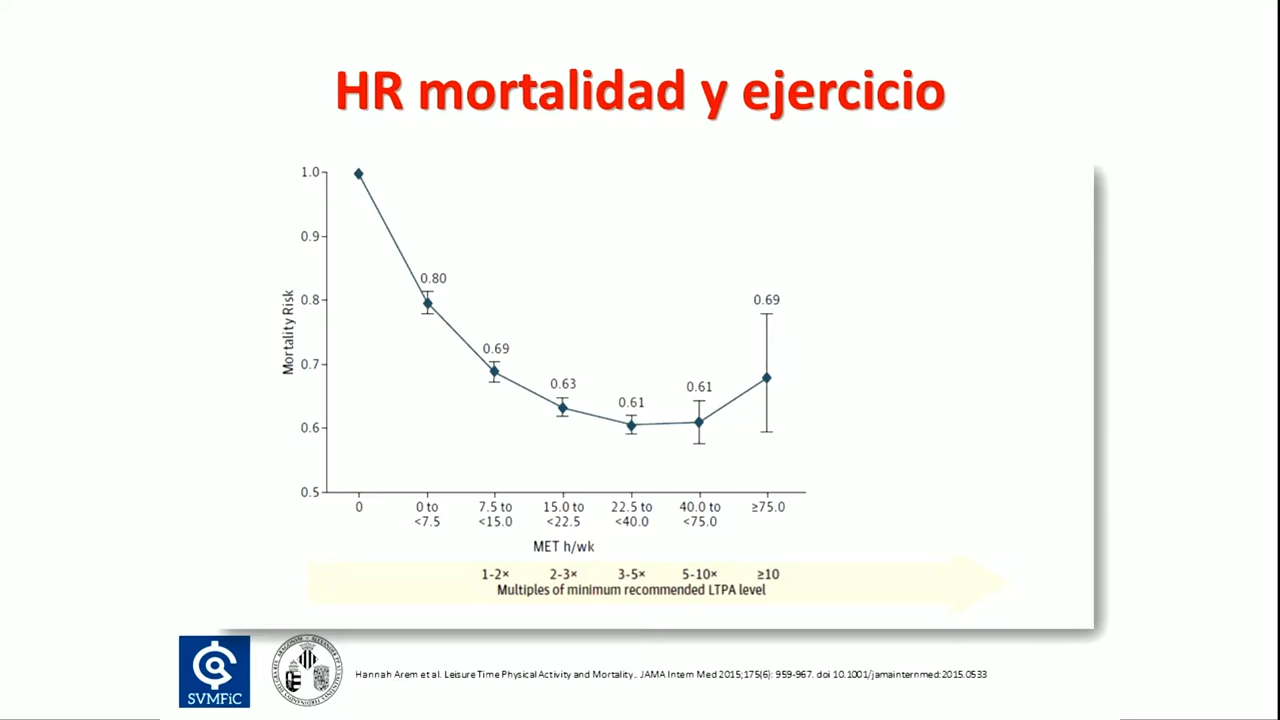 HR mortalidad y ejercicio
1.0
0.9
0.8
0.7
0.6
0.5
Mortality Risk
0.80
0.69
0.63
0.61
0.61
0.69
0
0 to
<7.5
7.5 to
<15.0
15.0 to
<22.5
22.5 to
<40.0
40.0 to
<75.0
≥75.0
MET h/wk
1-2× 2-3× 3-5× 5-10× ≥10
Multiples of minimum recommended LTPA level
SVMFiC
Hannah Arem et al. Leisure Time Physical Activity and Mortality.. JAMA Intern Med 2015;175(6): 959-967. doi 10.1001/jamainternmed:2015.0533